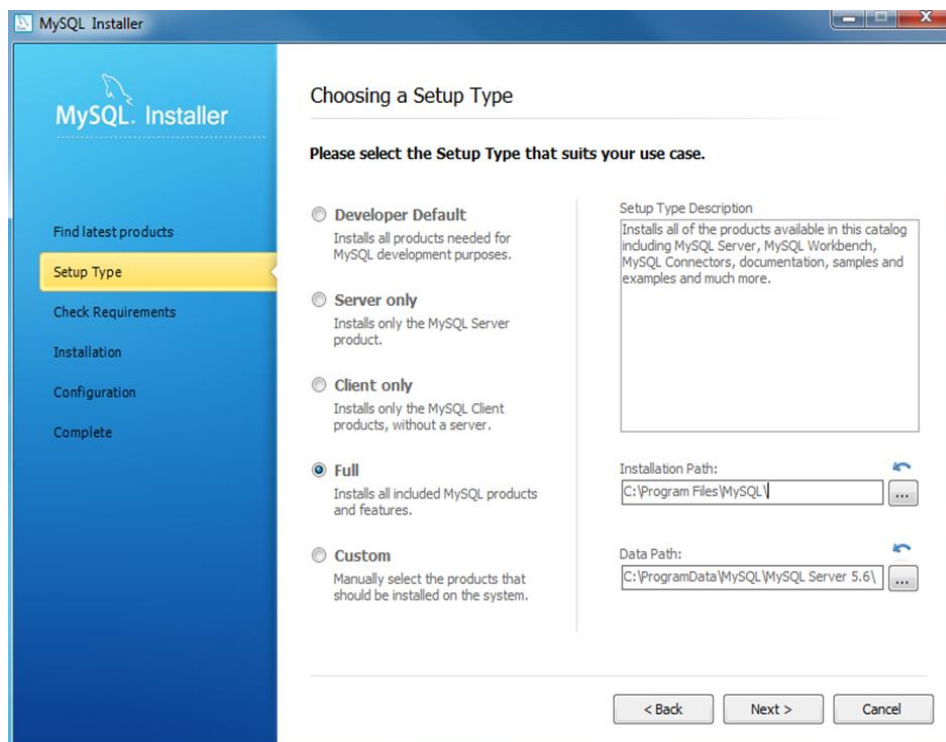 MySQL Installer
MySQL. Installer
Find latest products
Setup Type
Check Requirements
Installation
Configuration
Complete
Choosing a Setup Type
Please select the Setup Type that suits your use case.
Developer Default
Installs all products needed for
MySQL development purposes.
Server only
Installs only the MySQL Server
product.
Client only
Installs only the MySQL Client
products, without a server.
Full
Installs all included MySQL products
and features.
Custom
Manually select the products that
should be installed on the system.
Setup Type Description
Installs all of the products available in this catalog
including MySQL Server, MySQL Workbench,
MySQL Connectors, documentation, samples and
examples and much more.
Installation Path:
C:\Program Files\MySQL\
...
Data Path:
C:\ProgramData\MySQL\MySQL Server 5.6\
...
< Back
Next >
Cancel